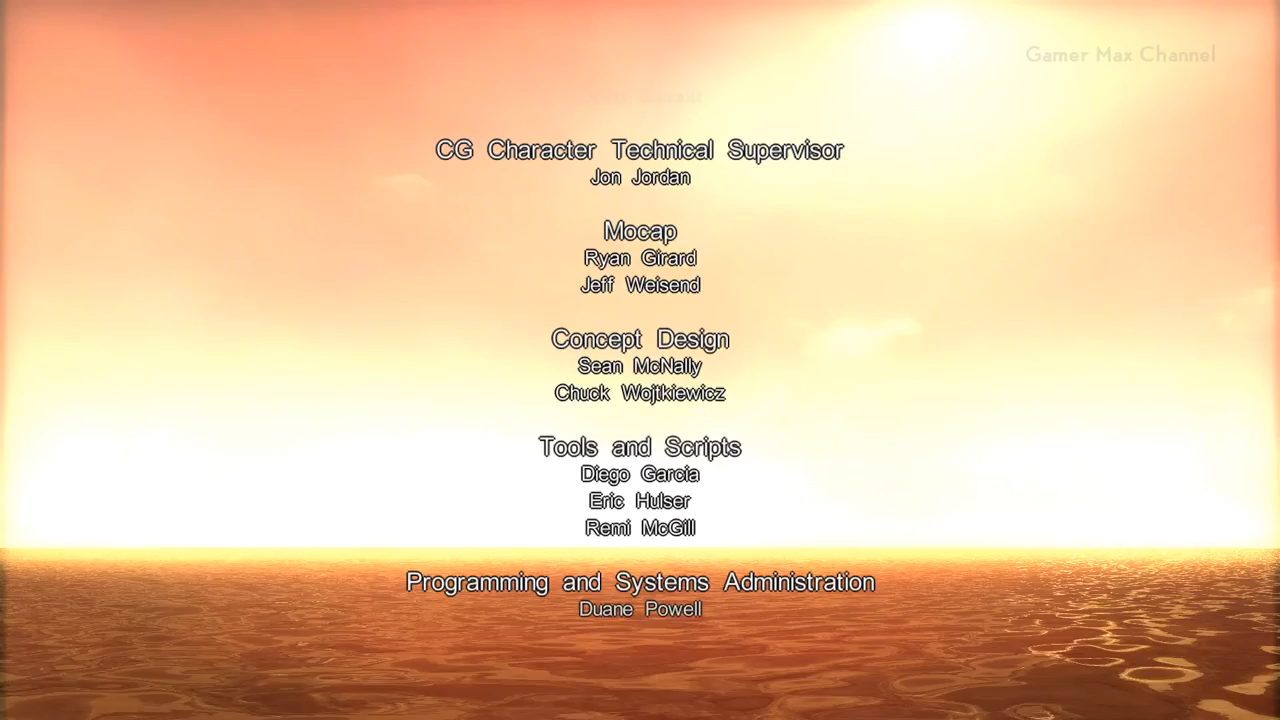 Gamer Max Channel
CG Character Technical Supervisor
Jon Jordan
Mocap
Ryan Girard
Jeff Weisend
Concept Design
Sean McNally
Chuck Wojtkiewicz
Tools and Scripts
Diego Garcia
Eric Hulser
Remi McGill
Programming and Systems Administration
Duane Powell